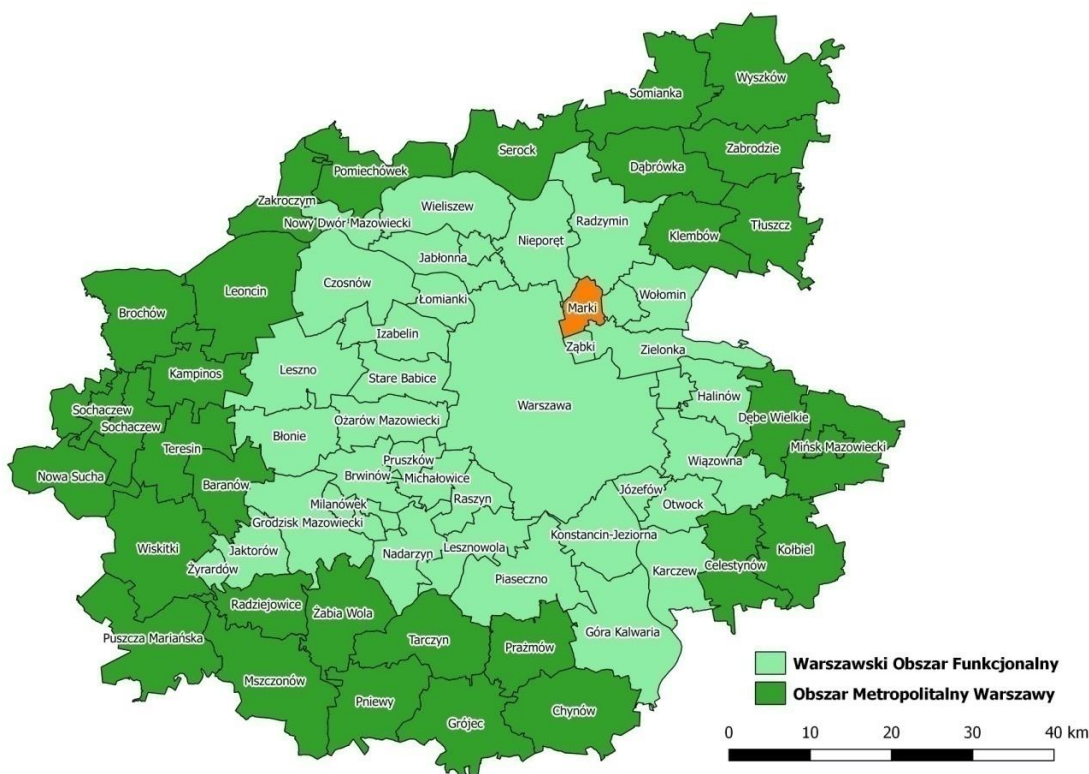 Wyszków
Somianka
Serock
Zabrodzie
Dąbrówka
Pomiechówek
Zakroczym
Wieliszew
Nowy Dwór Mazowiecki
Radzymin
Tłuszcz
Klembów
Nieporęt
Jabłonna
Czosnów
Leoncin
Łomianki
Wołomin
Marki
Brochów
Izabelin
Ząbki
Zielonka
Leszno
Kampinos
Stare Babice
Halinów
Warszawa
Sochaczew
Sochaczew
Ożarów Mazowiecki
Dębe Wielkie
Błonie
Teresin
Mińsk Mazowiecki
Pruszków
Wiązowna
Nowa Sucha
Brwinów
Michałowice
Baranów
Józefów
Raszyn
Milanówek
Otwock
Grodzisk Mazowiecki
Konstancin-Jeziorna
Wiskitki
Lesznowola
Kołbiel
Jaktorów
Nadarzyn
Celestynów
Żyrardów
Karczew
Piaseczno
Radziejowice
Żabia Wola
Puszcza Mariańska
Tarczyn
Prażmów
Góra Kalwaria
Mszczonów
Pniewy
Chynów
Grójec
Warszawski Obszar Funkcjonalny
Obszar Metropolitalny Warszawy
0 10 20 30 40 km